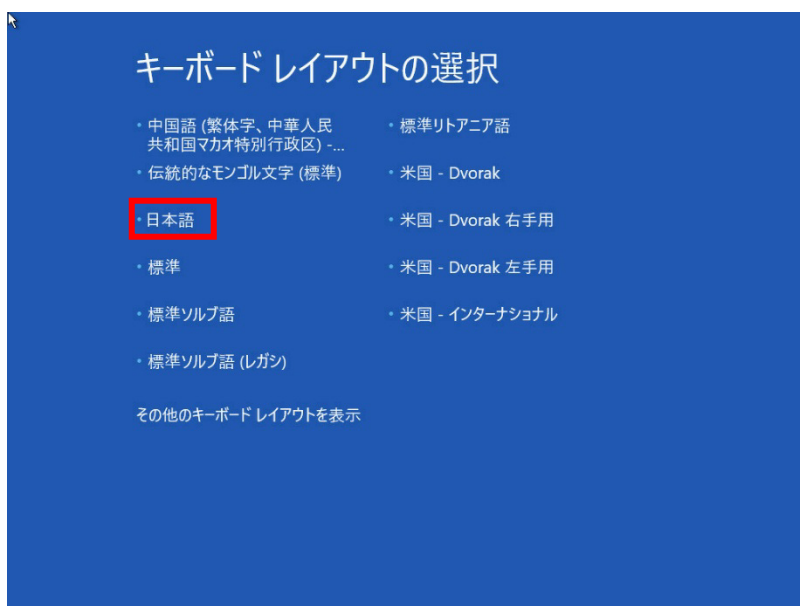 キーボード レイアウトの選択
中国語 (繁体字、中華人民
共和国マカオ特別行政区) -...
伝統的なモンゴル文字 (標準)
日本語
標準
標準ソルブ語
標準ソルブ語 (レガシ)
標準リトアニア語
米国 - Dvorak
米国 - Dvorak 右手用
米国 - Dvorak 左手用
米国 - インターナショナル
その他のキーボード レイアウトを表示